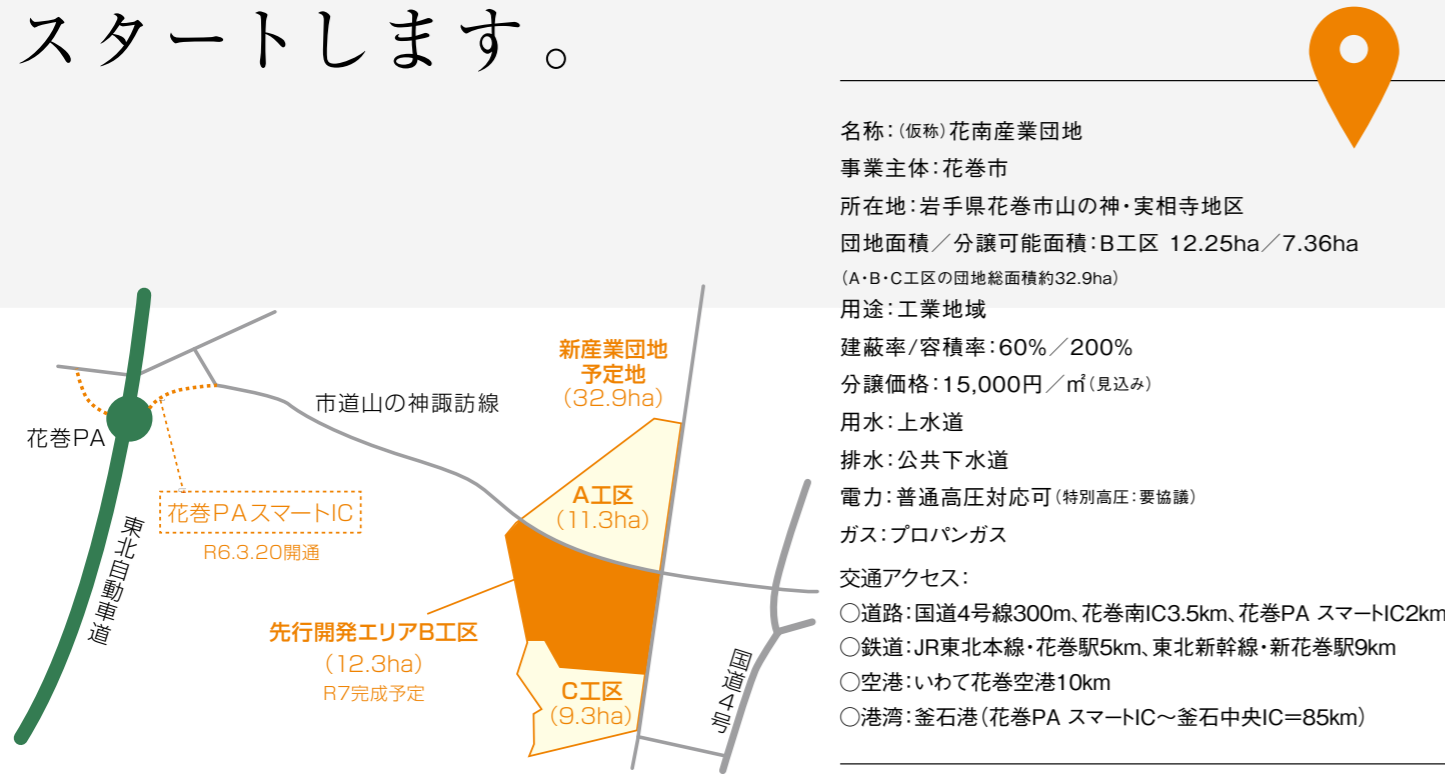 スタートします。
名称：（仮称）花南産業団地
事業主体：花巻市
所在地：岩手県花巻市山の神・実相寺地区
団地面積／分譲可能面積：B工区 12.25ha／7.36ha
（A・B・C工区の団地総面積約32.9ha）
用途：工業地域
建蔽率/容積率：60％／200％
分譲価格：15,000円／㎡（見込み）
用水：上水道
排水：公共下水道
電力：普通高圧対応可（特別高圧：要協議）
ガス：プロパンガス
交通アクセス：
○道路：国道4号線300m、花巻南IC3.5km、花巻PA スマートIC2km
○鉄道：JR東北本線・花巻駅5km、東北新幹線・新花巻駅9km
○空港：いわて花巻空港10km
○港湾：釜石港（花巻PA スマートIC～釜石中央IC＝85km）
新産業団地
予定地
(32.9ha)
市道山の神諏訪線
花巻PA
A工区
(11.3ha)
花巻PAスマートIC
R6.3.20開通
東北自動車道
先行開発エリアB工区
(12.3ha)
R7完成予定
C工区
(9.3ha)
国道4号